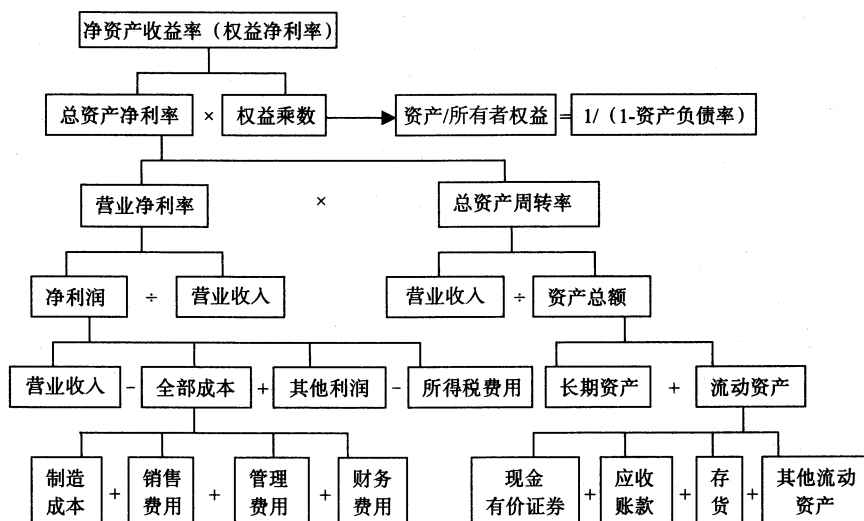 净资产收益率（权益净利率）
总资产净利率 × 权益乘数 资产/所有者权益 = 1/（1-资产负债率）
营业净利率 × 总资产周转率
净利润 ÷ 营业收入 营业收入 ÷ 资产总额
营业收入 − 全部成本 + 其他利润 − 所得税费用 长期资产 + 流动资产
制造 销售 管理 财务 现金 应收 存 其他流动
成本 + 费用 + 费用 + 费用 有价证券 + 账款 + 货 + 资产